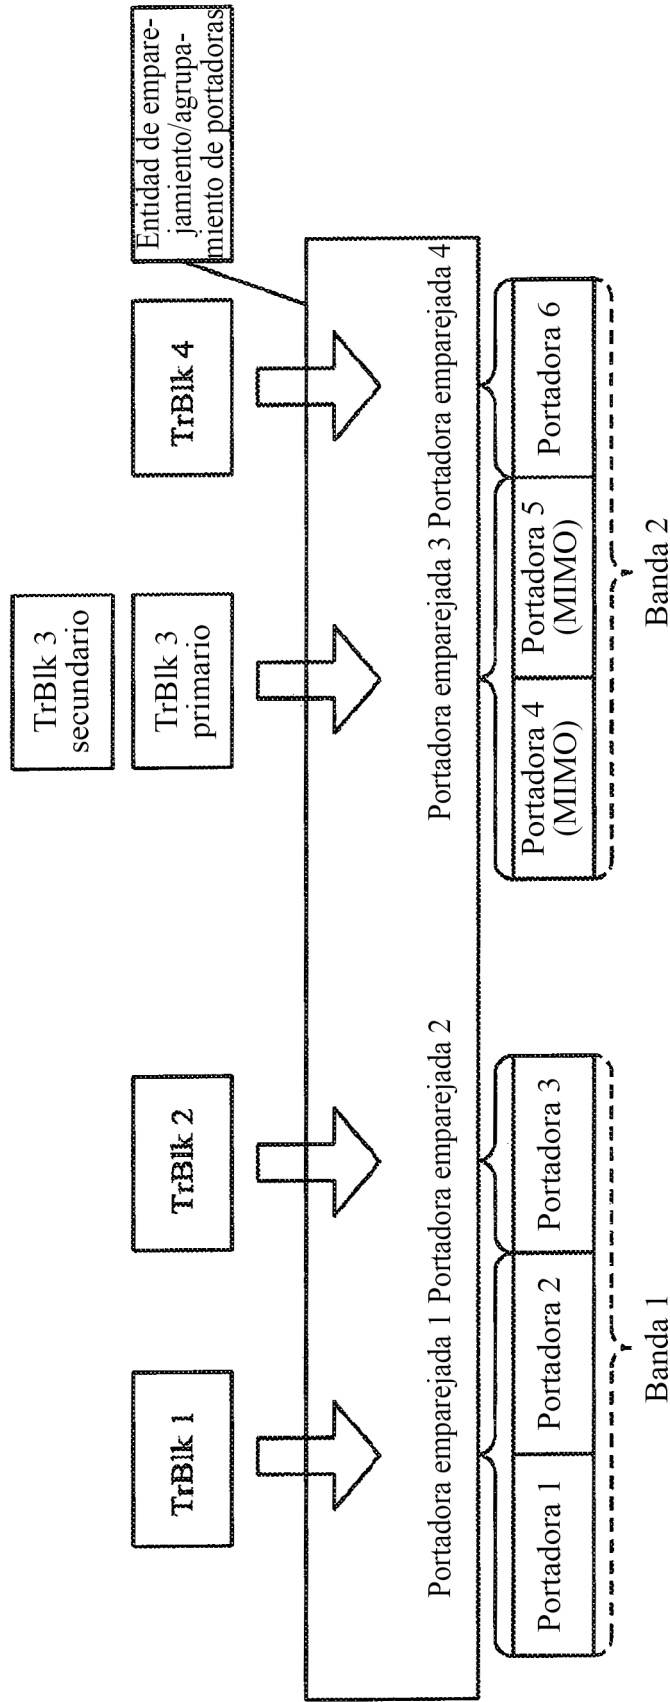 TrBlk 3
secundario
Entidad de empare-
jamiento/agrupa-
miento de portadoras
TrBlk 1
TrBlk 2
TrBlk 3
primario
TrBlk 4
Portadora emparejada 1
Portadora emparejada 2
Portadora emparejada 3
Portadora emparejada 4
Portadora 1
Portadora 2
Portadora 3
Portadora 4
(MIMO)
Portadora 5
(MIMO)
Portadora 6
Banda 1
Banda 2